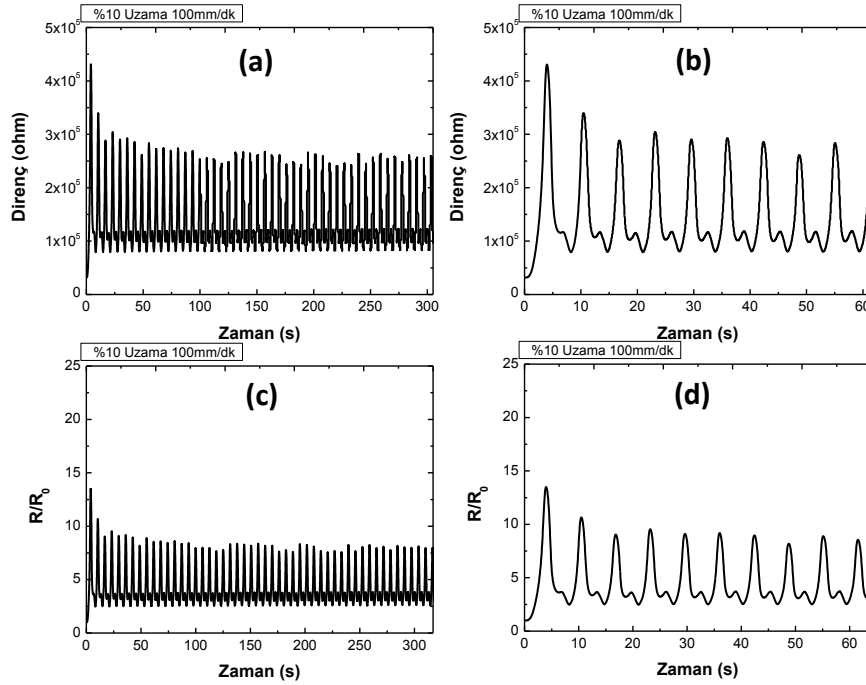 %10 Uzama 100mm/dk
(a)
5x10⁵
4x10⁵
3x10⁵
2x10⁵
1x10⁵
0
Direnç (ohm)
0 50 100 150 200 250 300
Zaman (s)
%10 Uzama 100mm/dk
(b)
5x10⁵
4x10⁵
3x10⁵
2x10⁵
1x10⁵
0
Direnç (ohm)
0 10 20 30 40 50 60
Zaman (s)
%10 Uzama 100mm/dk
(c)
25
20
15
10
5
0
R/R₀
0 50 100 150 200 250 300
Zaman (s)
%10 Uzama 100mm/dk
(d)
25
20
15
10
5
0
R/R₀
0 10 20 30 40 50 60
Zaman (s)